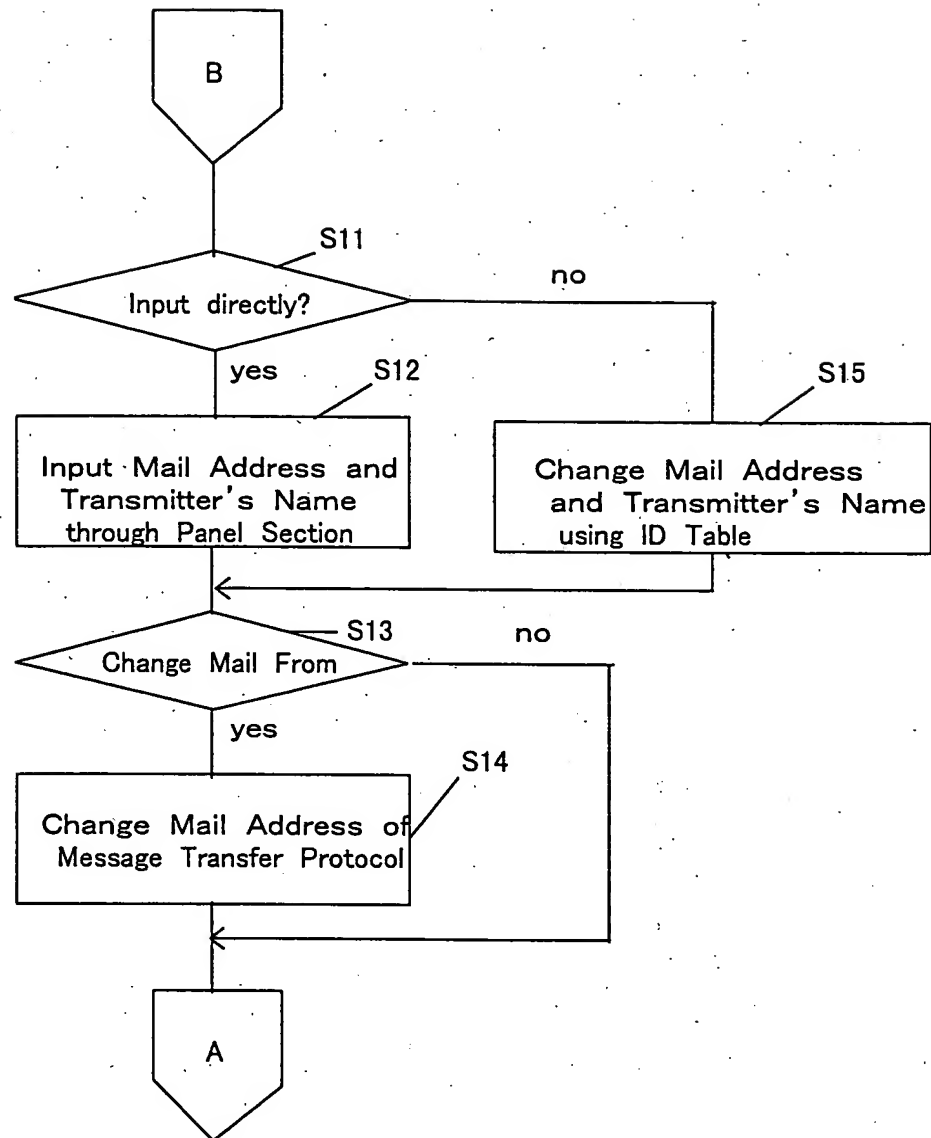 B
S11
Input directly?
no
yes
S12
S15
Input Mail Address and
Transmitter's Name
through Panel Section
Change Mail Address
and Transmitter's Name
using ID Table
S13
no
Change Mail From
yes
S14
Change Mail Address of
Message Transfer Protocol
A